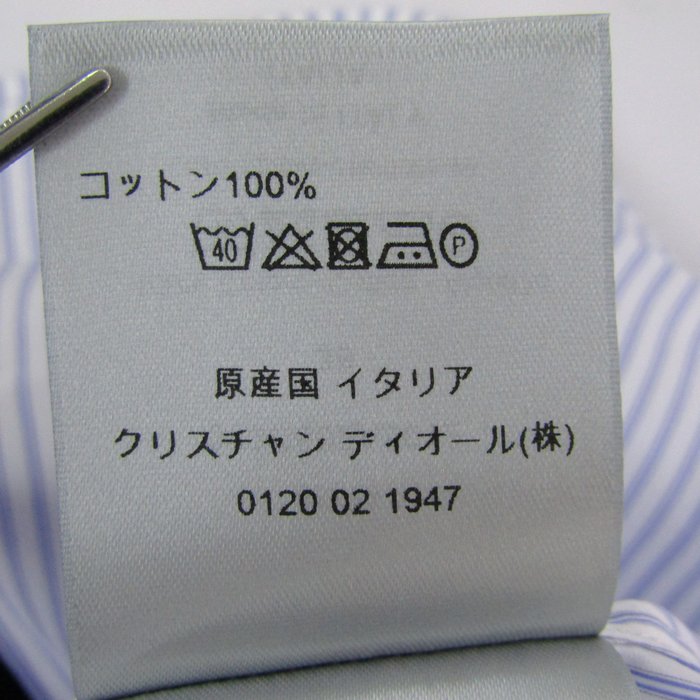 コットン100%
40 P
原産国 イタリア
クリスチャン ディオール(株)
0120 02 1947